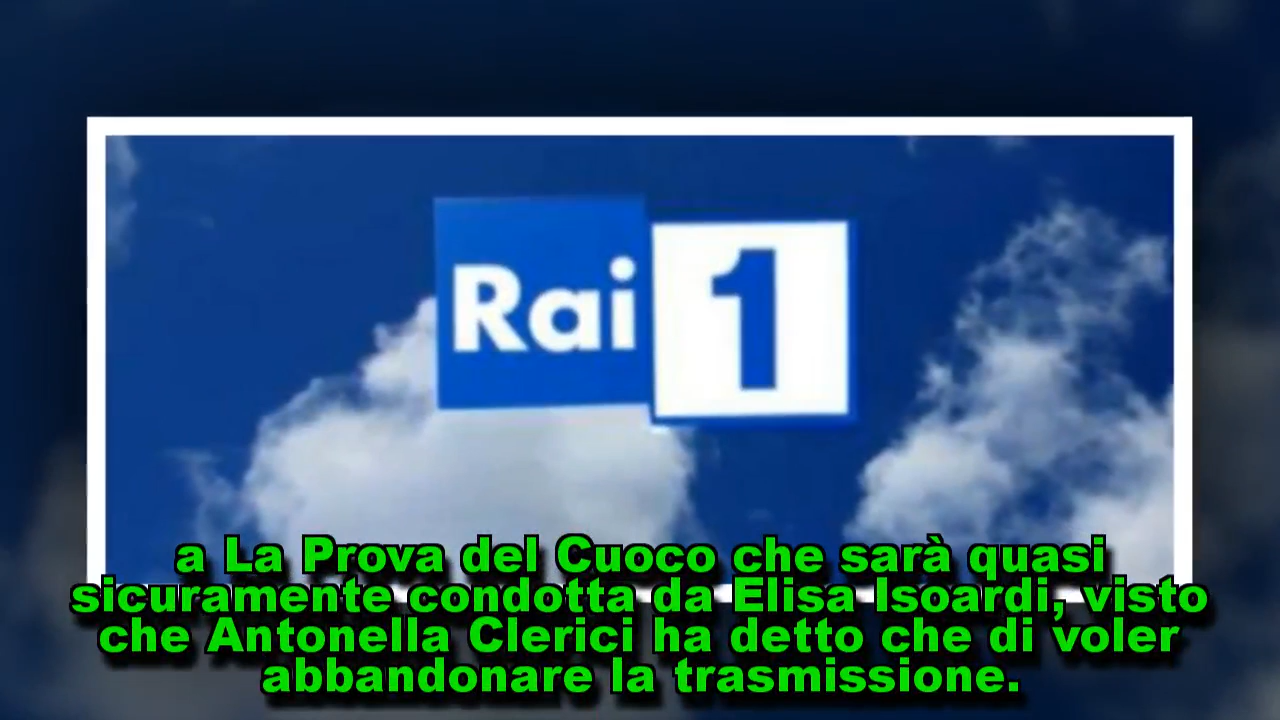 Rai 1
a La Prova del Cuoco che sarà quasi
sicuramente condotta da Elisa Isoardi, visto
che Antonella Clerici ha detto che di voler
abbandonare la trasmissione.